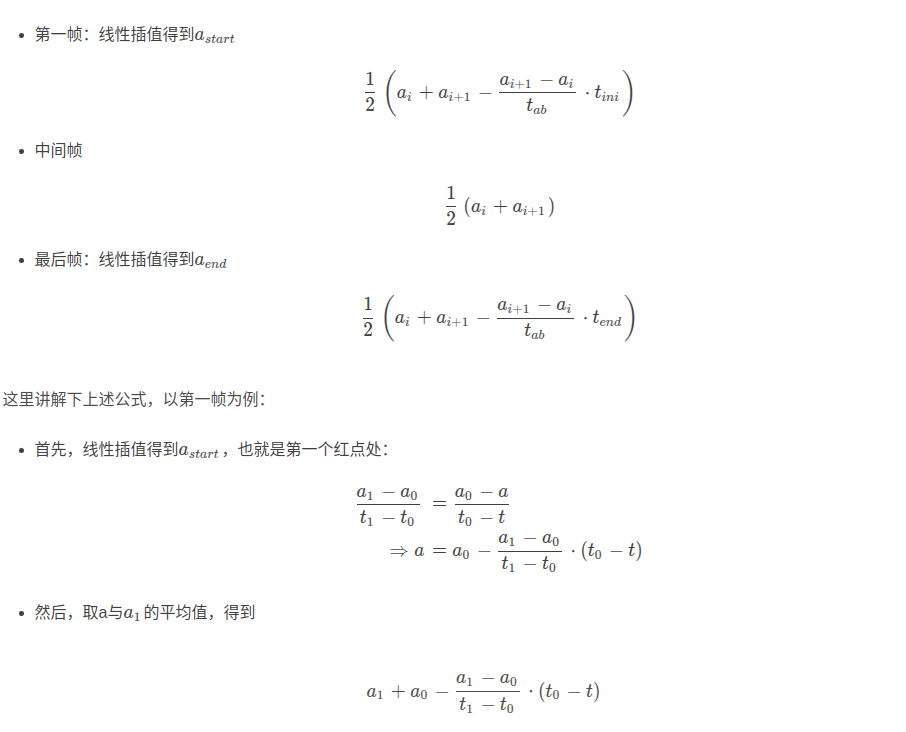 • 第一帧：线性插值得到$a_{start}$
$\frac{1}{2}\left(a_i + a_{i+1} - \frac{a_{i+1} - a_i}{t_{ab}} \cdot t_{ini}\right)$
• 中间帧
$\frac{1}{2}(a_i + a_{i+1})$
• 最后帧：线性插值得到$a_{end}$
$\frac{1}{2}\left(a_i + a_{i+1} - \frac{a_{i+1} - a_i}{t_{ab}} \cdot t_{end}\right)$
这里讲解下上述公式，以第一帧为例：
• 首先，线性插值得到$a_{start}$，也就是第一个红点处：
$\frac{a_1 - a_0}{t_1 - t_0} = \frac{a_0 - a}{t_0 - t}$
$\Rightarrow a = a_0 - \frac{a_1 - a_0}{t_1 - t_0} \cdot (t_0 - t)$
• 然后，取a与$a_1$的平均值，得到
$a_1 + a_0 - \frac{a_1 - a_0}{t_1 - t_0} \cdot (t_0 - t)$